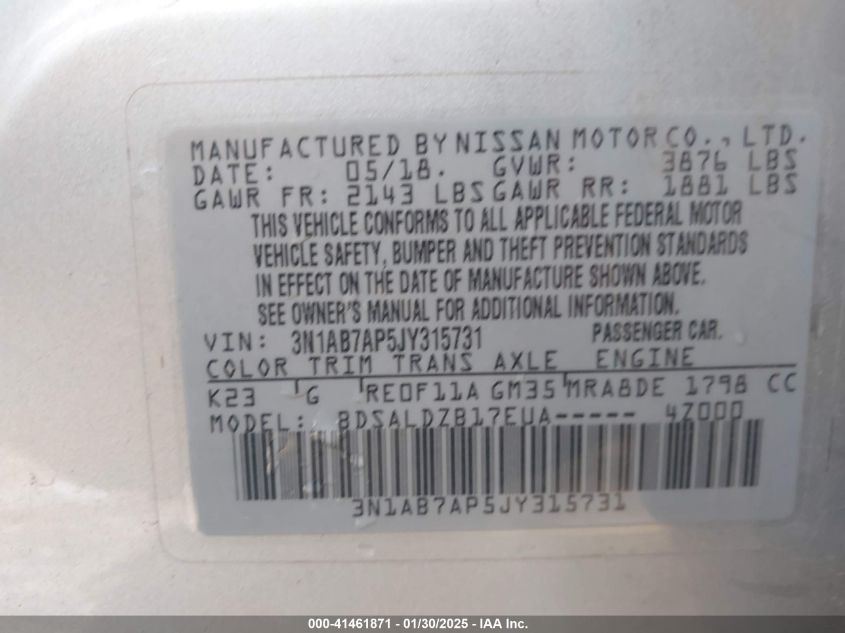 MANUFACTURED BY NISSAN MOTOR CO., LTD.
DATE: 05/18. GVWR: 3876 LBS
GAWR FR: 2143 LBS GAWR RR: 1881 LBS
THIS VEHICLE CONFORMS TO ALL APPLICABLE FEDERAL MOTOR
VEHICLE SAFETY, BUMPER AND THEFT PREVENTION STANDARDS
IN EFFECT ON THE DATE OF MANUFACTURE SHOWN ABOVE.
SEE OWNER'S MANUAL FOR ADDITIONAL INFORMATION.
VIN: 3N1AB7AP5JY315731 PASSENGER CAR.
COLOR TRIM TRANS AXLE ENGINE
K23 G RE0F11A GM35 MRA8DE 1798 CC
MODEL: BDSALDZB17EUA----- 4Z000
3N1AB7AP5JY315731
000-41461871 - 01/30/2025 - IAA Inc.